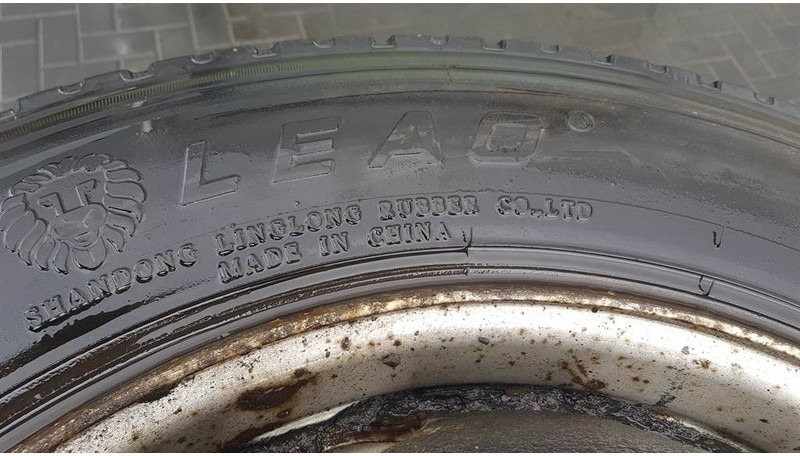 LEAO®
SHANDONG LINGLONG RUBBER CO.,LTD
MADE IN CHINA